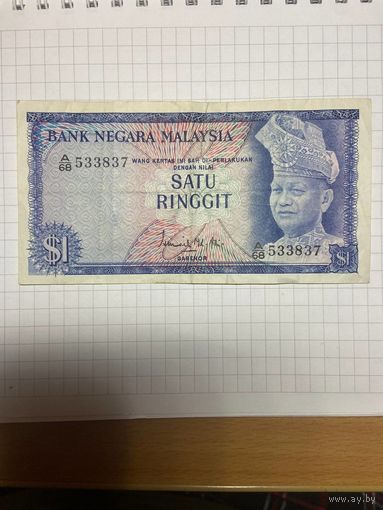 BANK NEGARA MALAYSIA
A/68 533837
WANG KERTAS INI SAH DI-PERLAKUKAN
DENGAN NILAI
SATU
RINGGIT
A/68 533837
GABENOR
$1
$1
ay.by